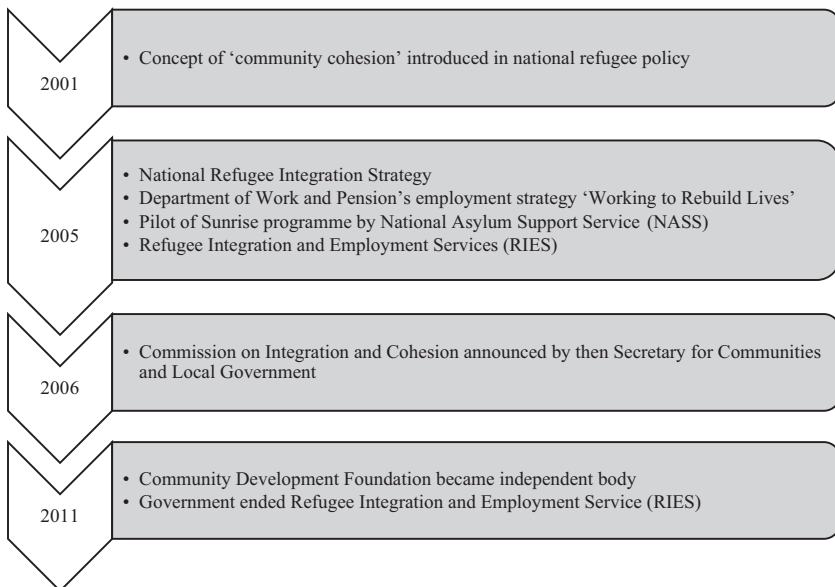 2001
• Concept of ‘community cohesion’ introduced in national refugee policy
2005
• National Refugee Integration Strategy
• Department of Work and Pension’s employment strategy ‘Working to Rebuild Lives’
• Pilot of Sunrise programme by National Asylum Support Service (NASS)
• Refugee Integration and Employment Services (RIES)
2006
• Commission on Integration and Cohesion announced by then Secretary for Communities
and Local Government
2011
• Community Development Foundation became independent body
• Government ended Refugee Integration and Employment Service (RIES)